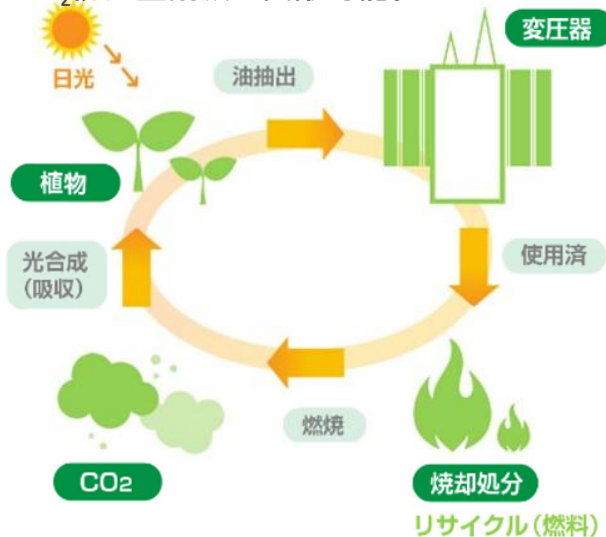 日光
油抽出
変圧器
植物
光合成
(吸収)
使用済
燃焼
CO₂
焼却処分
リサイクル(燃料)